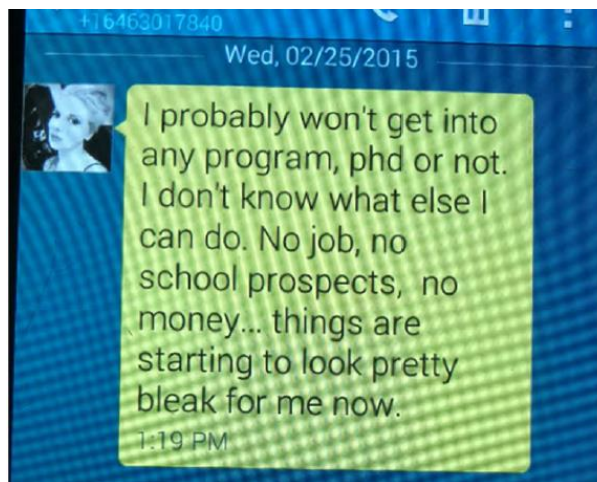 +16463017840
Wed, 02/25/2015
I probably won't get into
any program, phd or not.
I don't know what else I
can do. No job, no
school prospects,  no
money... things are
starting to look pretty
bleak for me now.
1:19 PM